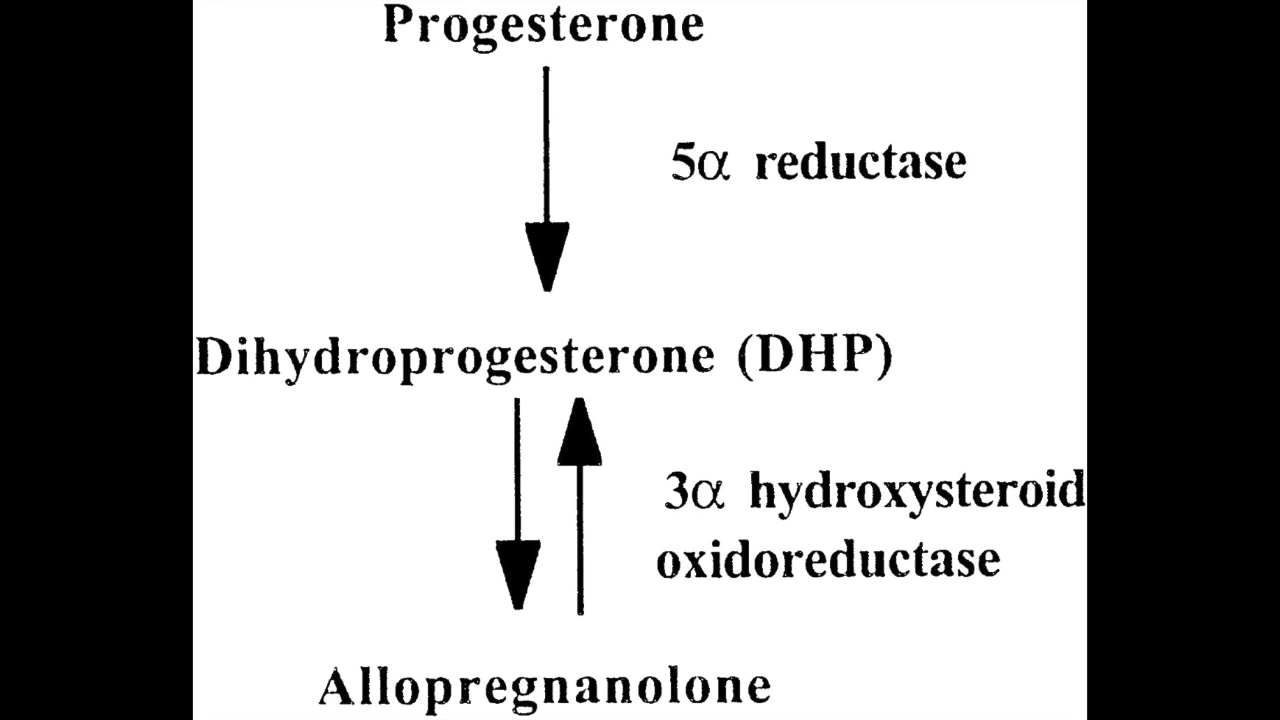 Progesterone
5α reductase
Dihydroprogesterone (DHP)
3α hydroxysteroid
oxidoreductase
Allopregnanolone